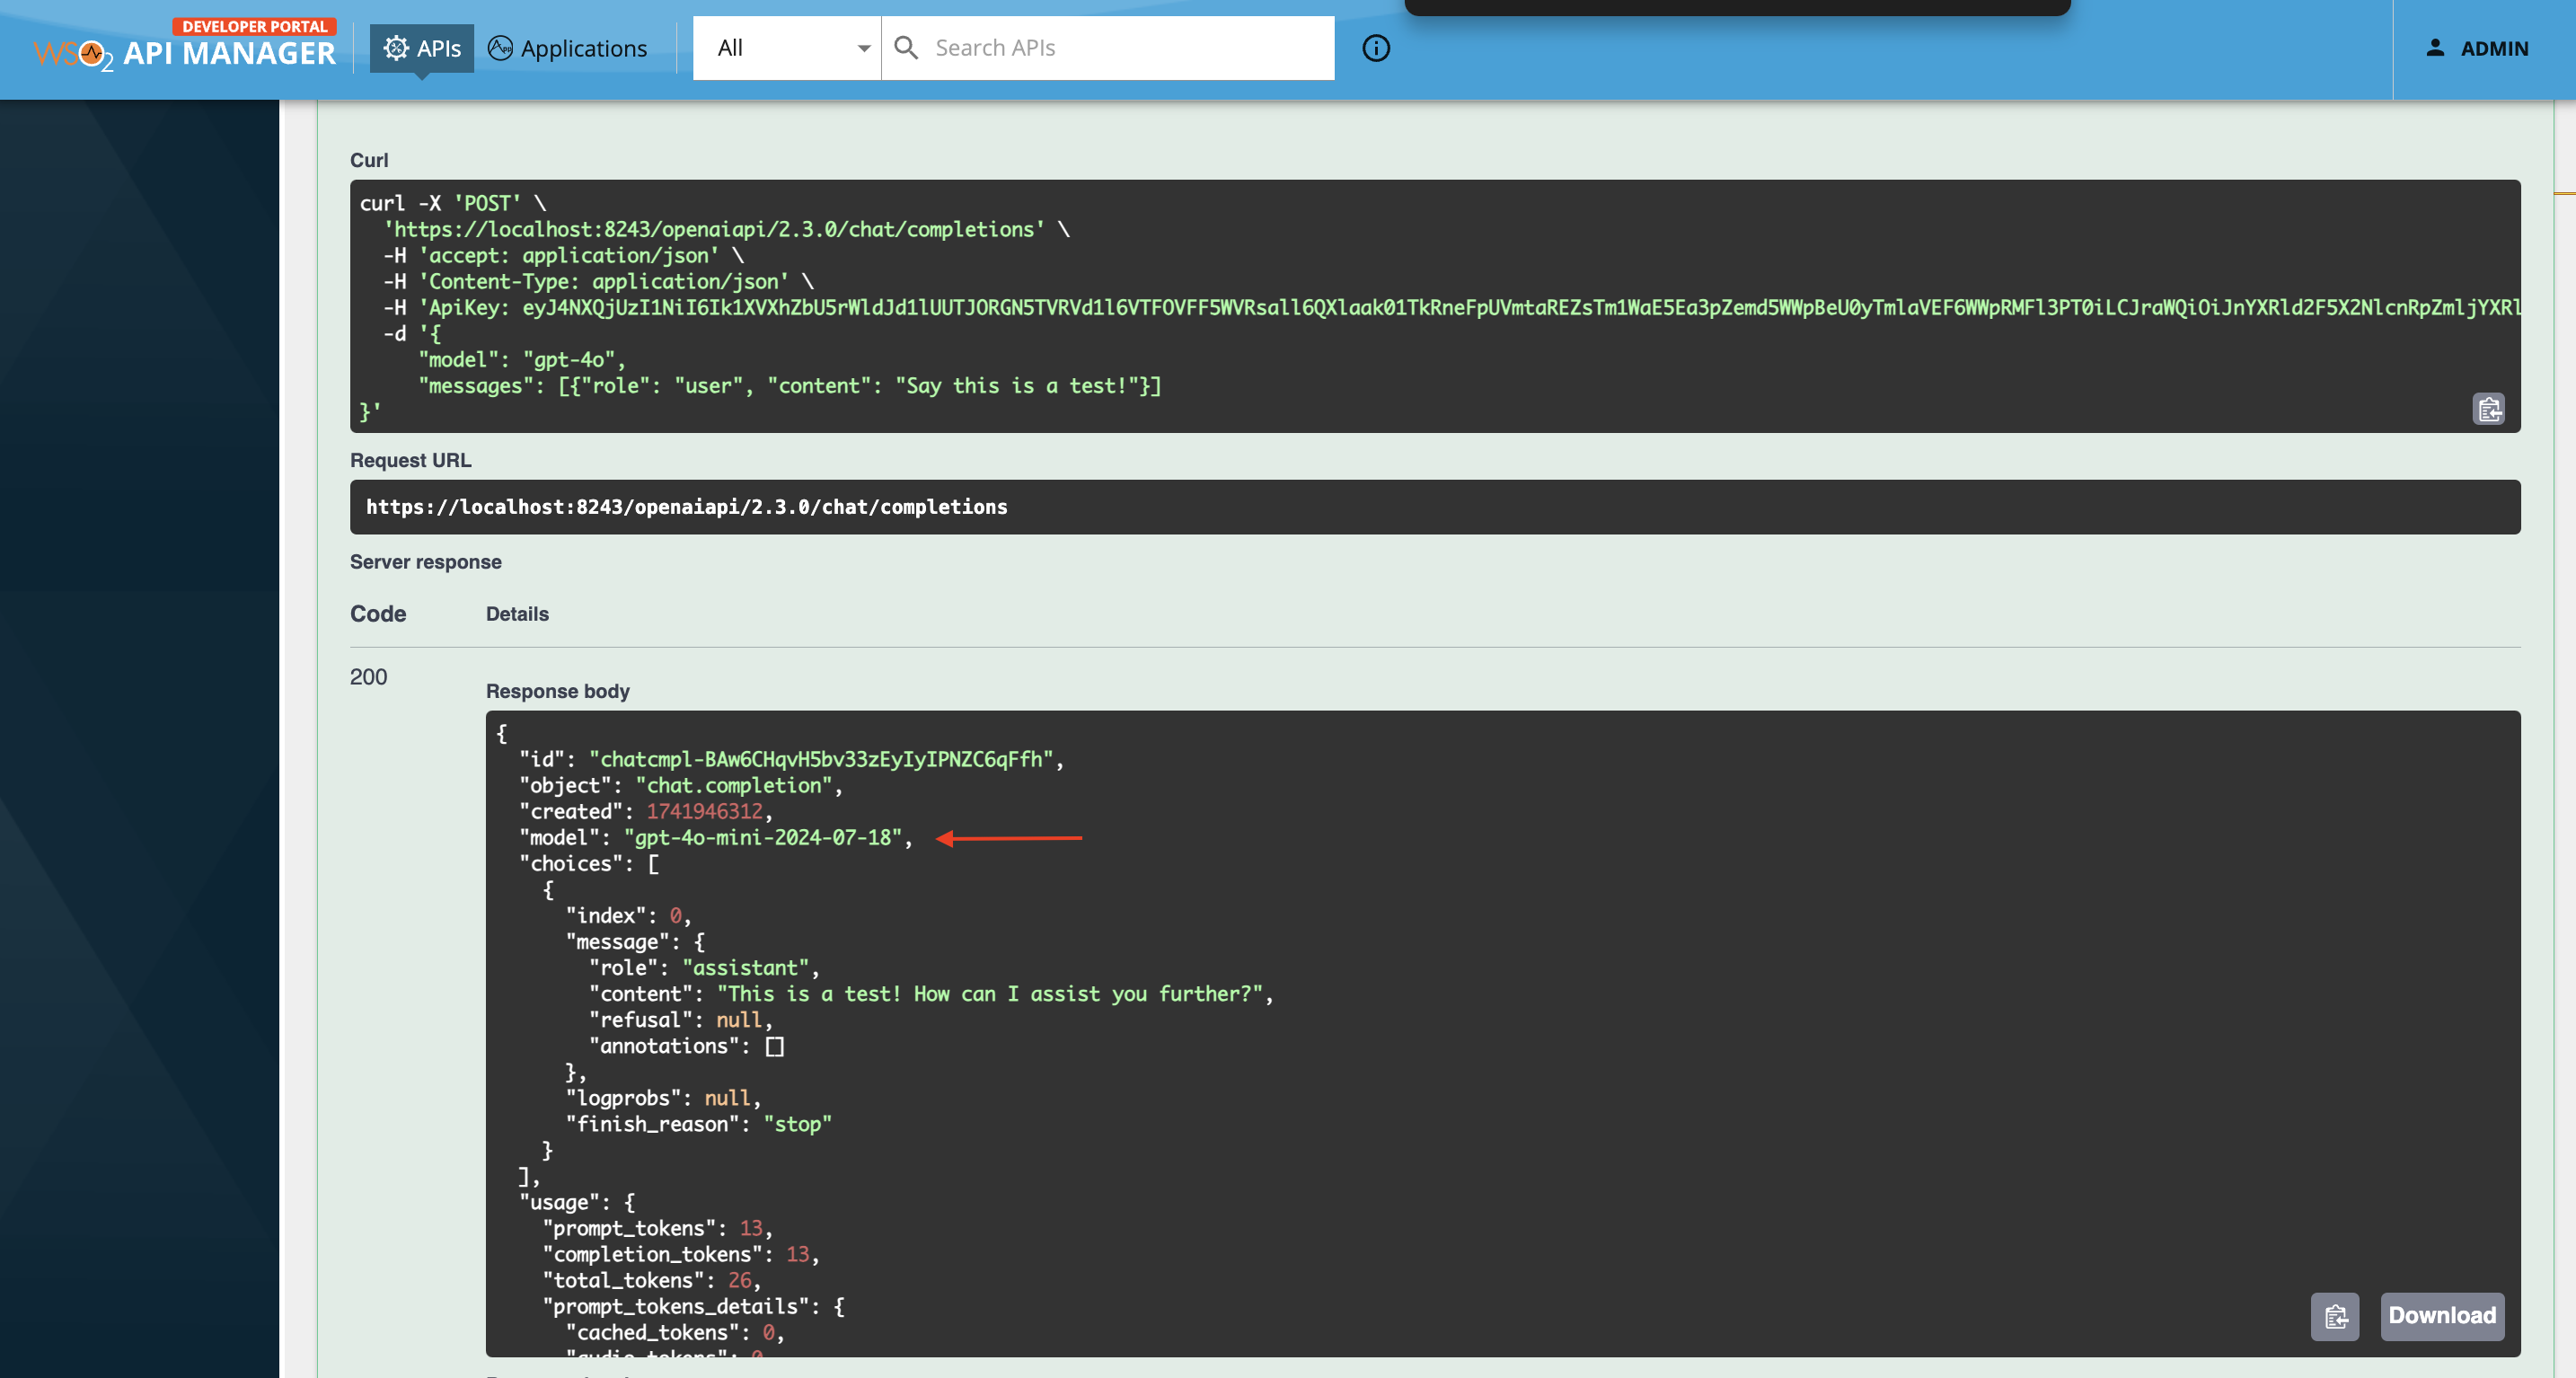 DEVELOPER PORTAL
WSO2 API MANAGER
APIs
Applications
All
Search APIs
ADMIN
Curl
curl -X 'POST' \
'https://localhost:8243/openaiapi/2.3.0/chat/completions' \
-H 'accept: application/json' \
-H 'Content-Type: application/json' \
-H 'ApiKey:
-d '{
"model": "gpt-4o",
"messages": [{"role": "user", "content": "Say this is a test!"}]
}'
Request URL
https://localhost:8243/openaiapi/2.3.0/chat/completions
Server response
Code Details
200
Response body
{
"id": "chatcmpl-BAw6CHqvH5bv33zEyIyIPNZC6qFfh",
"object": "chat.completion",
"created": 1741946312,
"model": "gpt-4o-mini-2024-07-18",
"choices": [
{
"index": 0,
"message": {
"role": "assistant",
"content": "This is a test! How can I assist you further?",
"refusal": null,
"annotations": []
},
"logprobs": null,
"finish_reason": "stop"
}
],
"usage": {
"prompt_tokens": 13,
"completion_tokens": 13,
"total_tokens": 26,
"prompt_tokens_details": {
"cached_tokens": 0,
Download